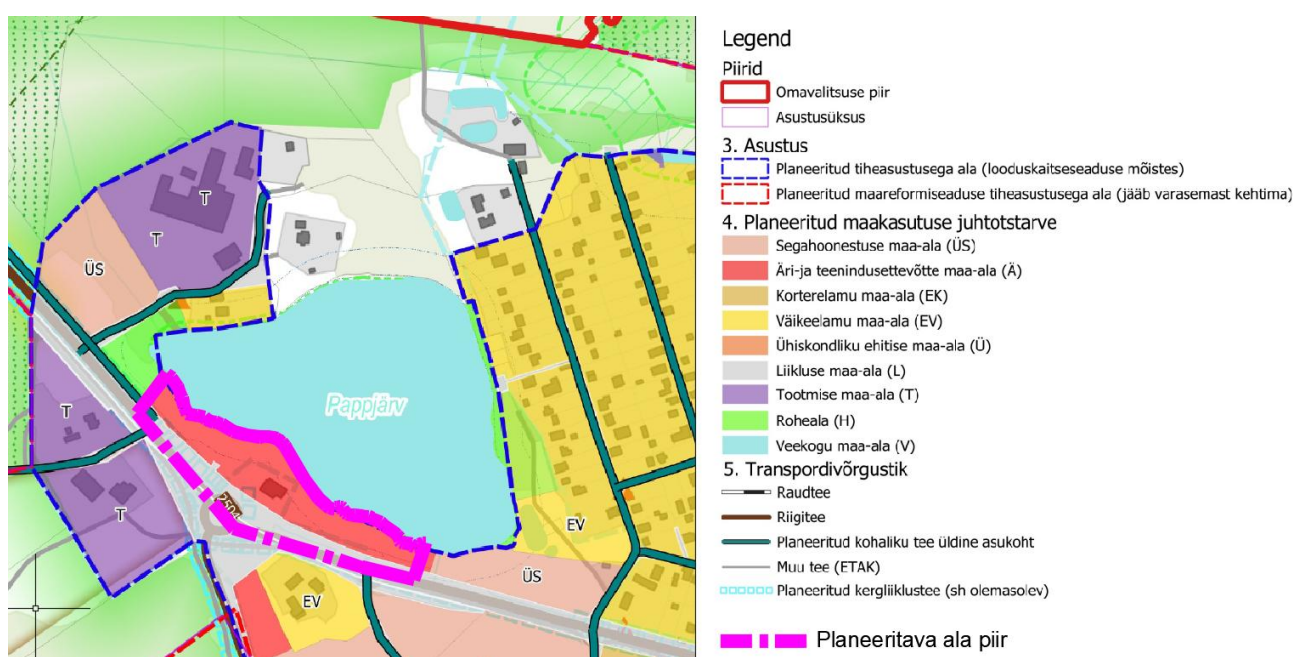 T
T
ÜS
Pappjärv
T
T
EV
ÜS
EV
Legend
Piirid
Omavalitsuse piir
Asustusüksus
3. Asustus
Planeeritud tiheasustusega ala (looduskaitseseaduse mõistes)
Planeeritud maareformiseaduse tiheasustusega ala (jääb varasemast kehtima)
4. Planeeritud maakasutuse juhtotstarve
Segahoonestuse maa-ala (ÜS)
Äri-ja teenindusettevõtte maa-ala (Ä)
Korterelamu maa-ala (EK)
Väikeelamu maa-ala (EV)
Ühiskondliku ehitise maa-ala (Ü)
Liikluse maa-ala (L)
Tootmise maa-ala (T)
Roheala (H)
Veekogu maa-ala (V)
5. Transpordivõrgustik
Raudtee
Riigitee
Planeeritud kohaliku tee üldine asukoht
Muu tee (ETAK)
Planeeritud kergliiklustee (sh olemasolev)
Planeeritava ala piir